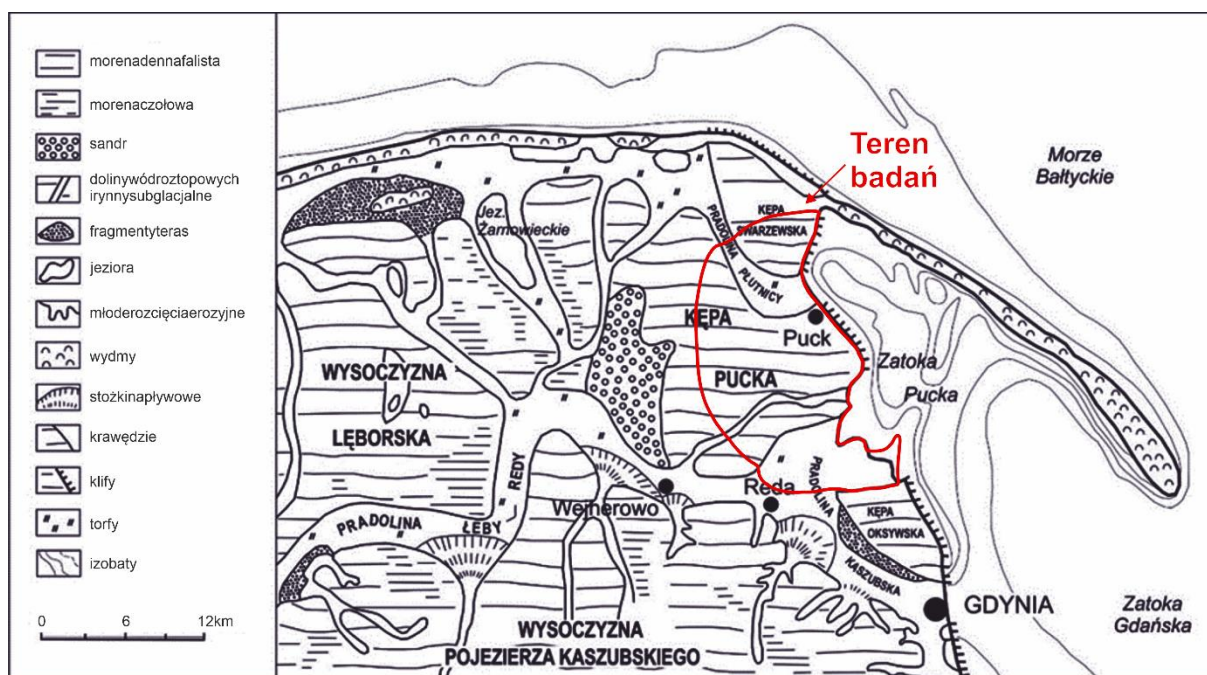 morenadennafalista
morenaczołowa
sandr
dolinywódroztopowych
irynnysubglacjalne
fragmentyteras
jeziora
młoderozcięciaerozyjne
wydmy
stożkinapływowe
krawędzie
klify
torfy
izobaty
0 6 12km
Teren
badań
Morze
Bałtyckie
Jez.
Żarnowieckie
KĘPA
SWARZEWSKA
PRADOLINA
PŁUTNICY
KĘPA
PUCKA
Puck
Zatoka
Pucka
WYSOCZYZNA
LĘBORSKA
REDY
PRADOLINA
ŁEBY
Wejherowo
Reda
PRADOLINA
KASZUBSKA
KĘPA
OKSYWSKA
GDYNIA
Zatoka
Gdańska
WYSOCZYZNA
POJEZIERZA KASZUBSKIEGO